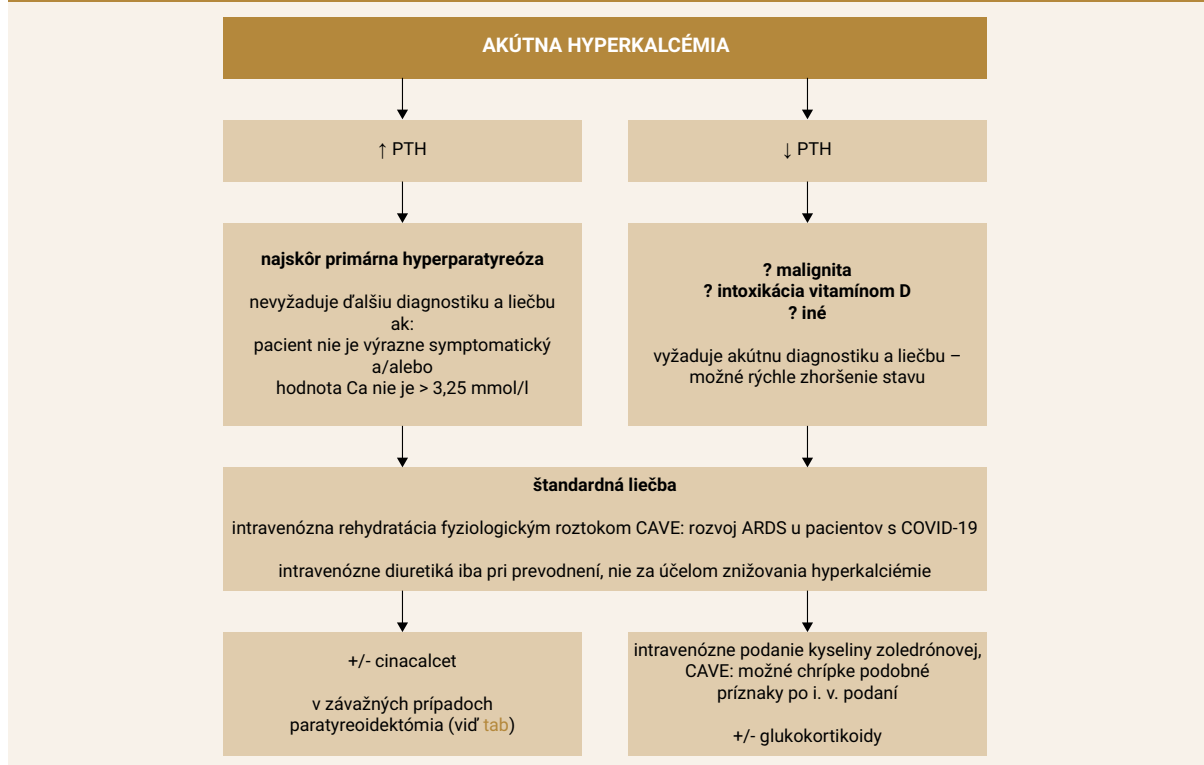 AKÚTNA HYPERKALCÉMIA
↑ PTH
↓ PTH
najskôr primárna hyperparatyreóza
nevyžaduje ďalšiu diagnostiku a liečbu
ak:
pacient nie je výrazne symptomatický
a/alebo
hodnota Ca nie je > 3,25 mmol/l
? malignita
? intoxikácia vitamínom D
? iné
vyžaduje akútnu diagnostiku a liečbu –
možné rýchle zhoršenie stavu
štandardná liečba
intravenózna rehydratácia fyziologickým roztokom CAVE: rozvoj ARDS u pacientov s COVID-19
intravenózne diuretiká iba pri prevodnení, nie za účelom znižovania hyperkalciémie
+/- cinacalcet
v závažných prípadoch
paratyreoidektómia (viď tab)
intravenózne podanie kyseliny zoledrónovej,
CAVE: možné chrípke podobné
príznaky po i. v. podaní
+/- glukokortikoidy